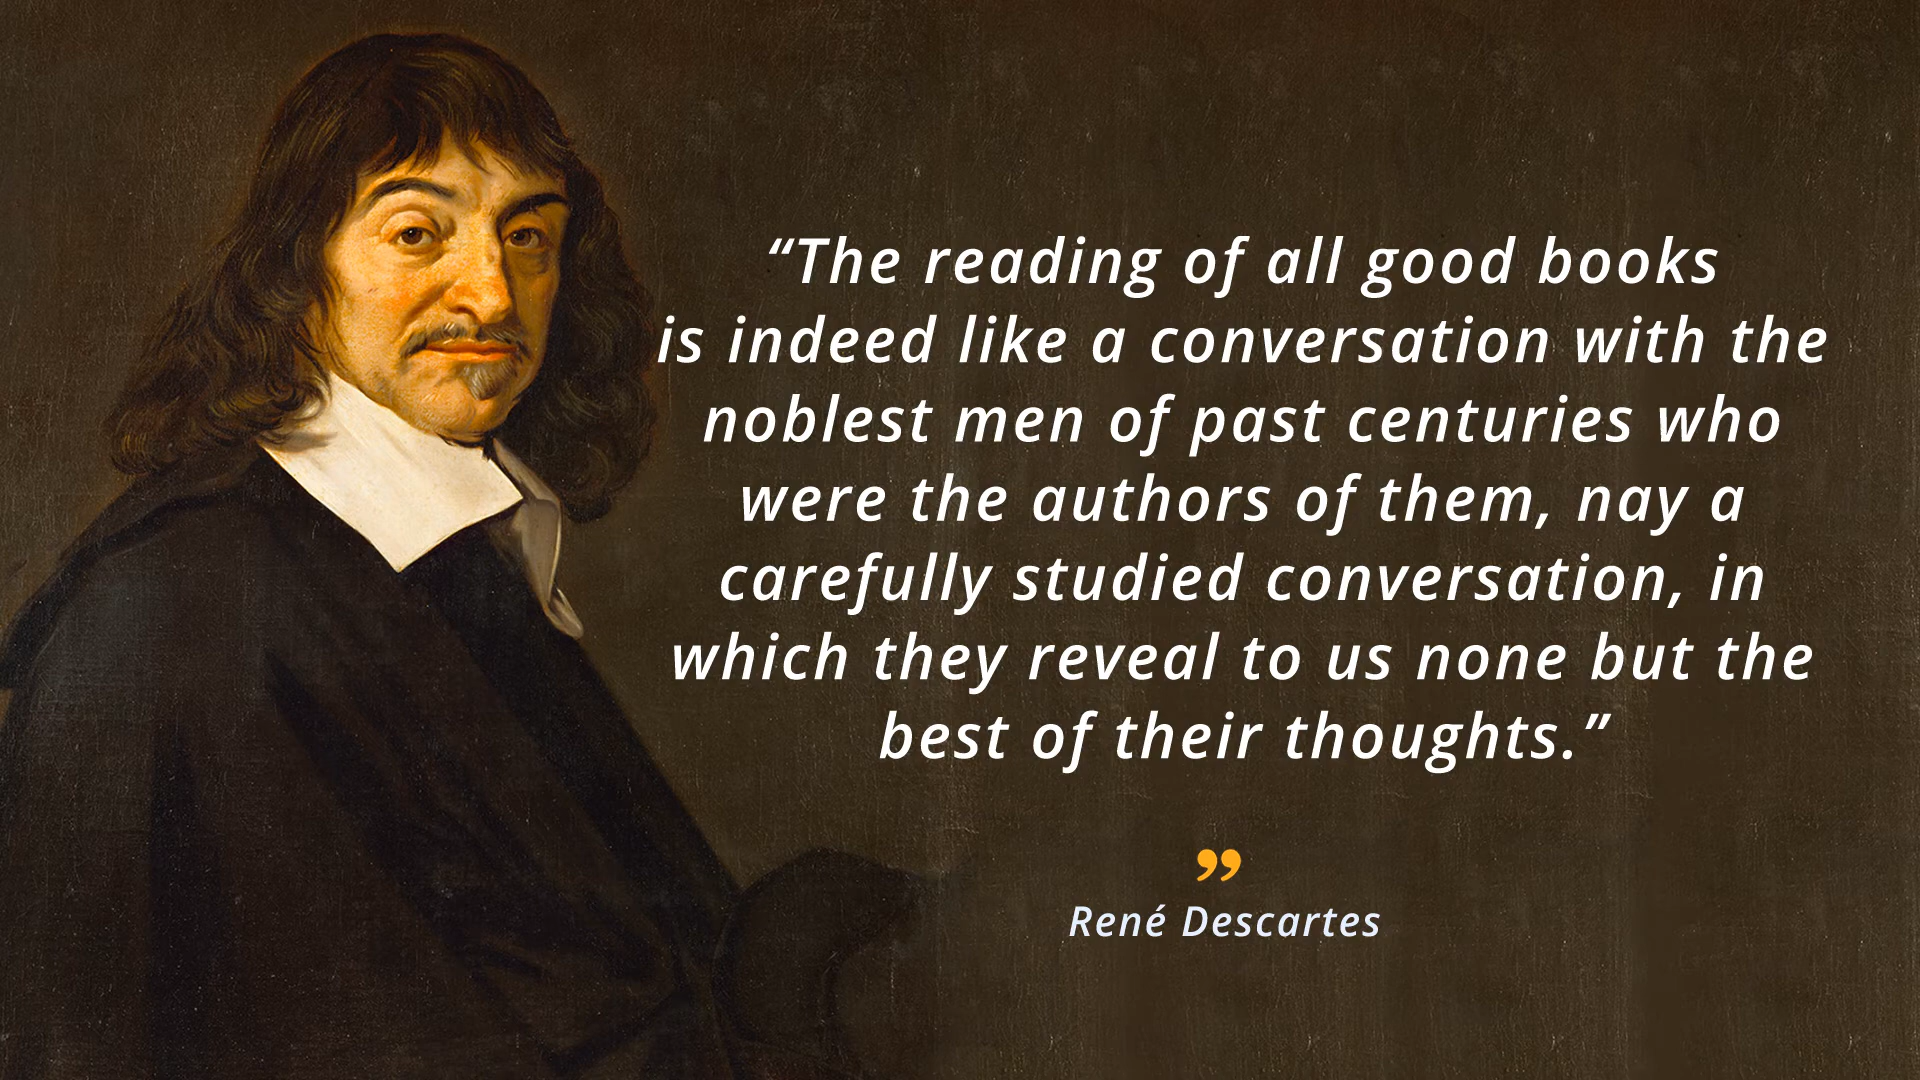 “The reading of all good books
is indeed like a conversation with the
noblest men of past centuries who
were the authors of them, nay a
carefully studied conversation, in
which they reveal to us none but the
best of their thoughts.”
”
René Descartes